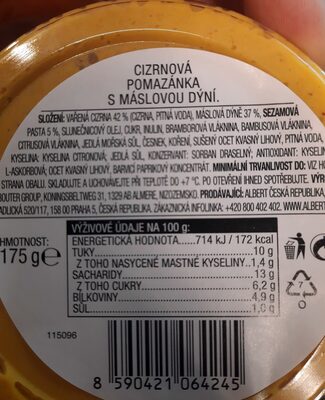 CIZRNOVÁ
POMAZÁNKA
S MÁSLOVOU DÝNÍ.
SLOŽENÍ: VAŘENÁ CIZRNA 42 % (CIZRNA, PITNÁ VODA), MÁSLOVÁ DÝNĚ 37 %, SEZAMOVÁ
PASTA 5 %, SLUNEČNICOVÝ OLEJ, CUKR, INULIN, BRAMBOROVÁ VLÁKNINA, BAMBUSOVÁ VLÁKNINA,
CITRUSOVÁ VLÁKNINA, JEDLÁ MOŘSKÁ SŮL, ČESNEK, KOŘENÍ, SUŠENÝ OCET KVASNÝ LIHOVÝ, PITNÁ VODA,
KYSELINA: KYSELINA CITRONOVÁ; JEDLÁ SŮL, KONZERVANT: SORBAN DRASELNÝ; ANTIOXIDANT: KYSELINA
L-ASKORBOVÁ; OCET KVASNÝ LIHOVÝ, BARVICÍ PAPRIKOVÝ KONCENTRÁT. MINIMÁLNÍ TRVANLIVOST DO: VIZ
STRANA OBALU. SKLADUJTE A UCHOVÁVEJTE PŘI TEPLOTĚ DO +7 °C. PO OTEVŘENÍ IHNED SPOTŘEBUJTE.
BOUTER GROUP, KONINGSBELTWEG 31, 1329 AE ALMERE, NIZOZEMSKO. PRODÁVAJÍCÍ: ALBERT ČESKÁ REPUBLIKA,
RADLICKÁ 520/117, 158 00 PRAHA 5, ČESKÁ REPUBLIKA. ZÁKAZNICKÁ INFOLINKA: +420 800 402 402, WWW.ALBERT
HMOTNOST:
175 g ℮
VÝŽIVOVÉ ÚDAJE NA 100 g:
ENERGETICKÁ HODNOTA 714 kJ / 172 kcal
TUKY 10 g
Z TOHO NASYCENÉ MASTNÉ KYSELINY 1,4 g
SACHARIDY 13 g
Z TOHO CUKRY 6,2 g
BÍLKOVINY 4,9 g
SŮL 1,0 g
7
115096
8 590421 064245